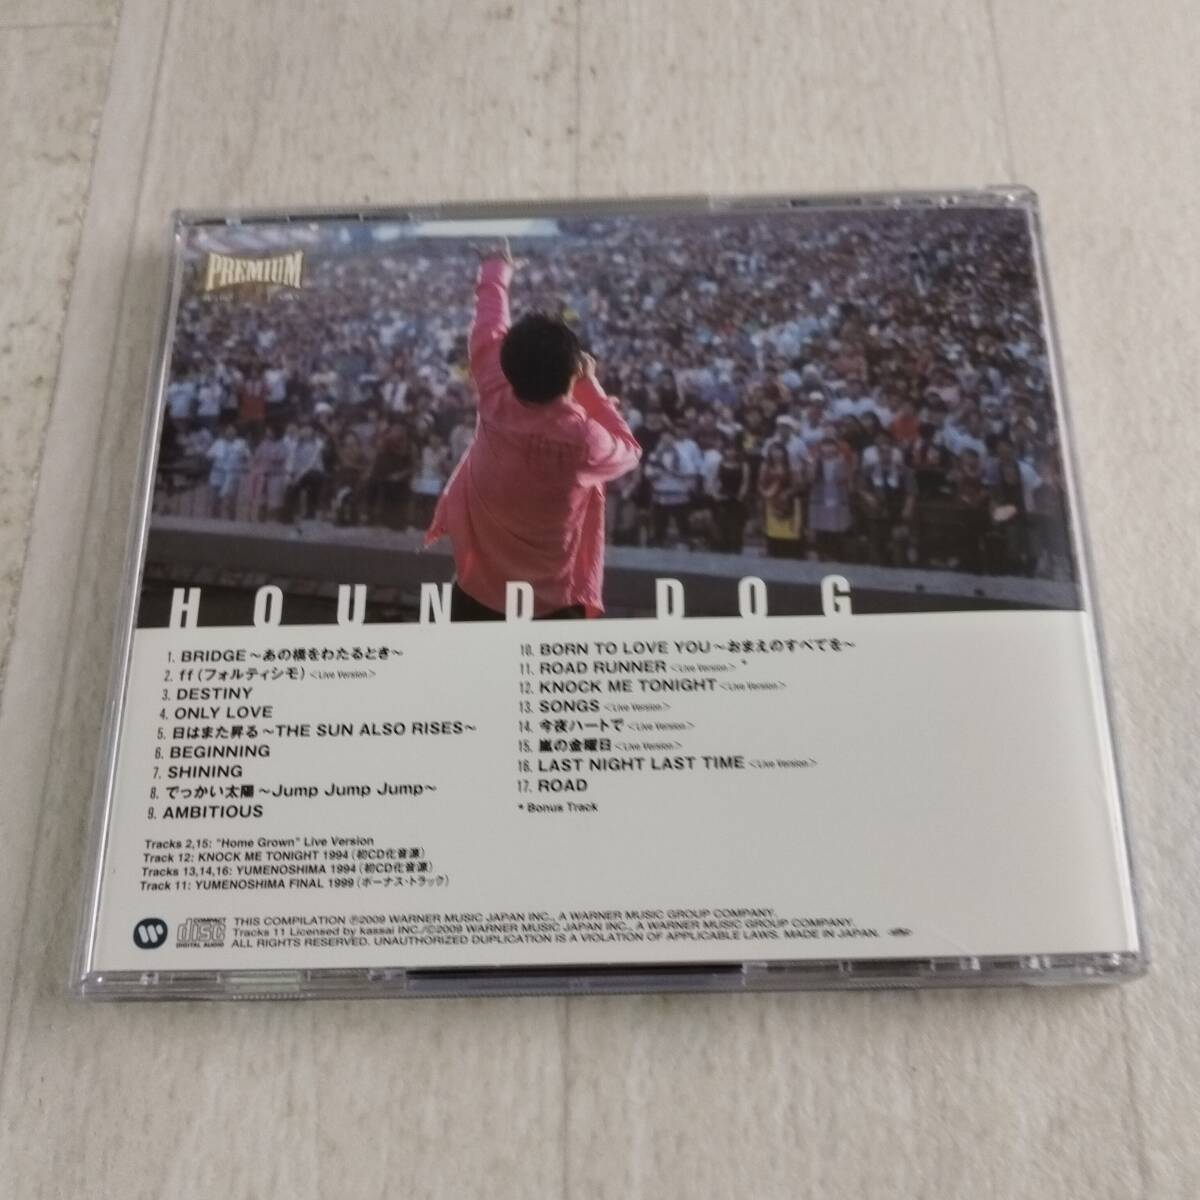 PREMIUM
HOUND DOG
1. BRIDGE～あの橋をわたるとき～
2. ff (フォルティシモ) <Live Version>
3. DESTINY
4. ONLY LOVE
5. 日はまた昇る～THE SUN ALSO RISES～
6. BEGINNING
7. SHINING
8. でっかい太陽～Jump Jump Jump～
9. AMBITIOUS
10. BORN TO LOVE YOU～おまえのすべてを～
11. ROAD RUNNER <Live Version> *
12. KNOCK ME TONIGHT <Live Version>
13. SONGS <Live Version>
14. 今夜ハートで <Live Version>
15. 嵐の金曜日 <Live Version>
16. LAST NIGHT LAST TIME <Live Version>
17. ROAD
* Bonus Track
Tracks 2,15: "Home Grown" Live Version
Track 12: KNOCK ME TONIGHT 1994 (初CD化音源)
Tracks 13,14,16: YUMENOSHIMA 1994 (初CD化音源)
Track 11: YUMENOSHIMA FINAL 1999 (ボーナス・トラック)
COMPACT disc DIGITAL AUDIO
THIS COMPILATION ℗2009 WARNER MUSIC JAPAN INC., A WARNER MUSIC GROUP COMPANY.
Tracks 11 Licensed by kassai INC./©2009 WARNER MUSIC JAPAN INC., A WARNER MUSIC GROUP COMPANY.
ALL RIGHTS RESERVED. UNAUTHORIZED DUPLICATION IS A VIOLATION OF APPLICABLE LAWS. MADE IN JAPAN.